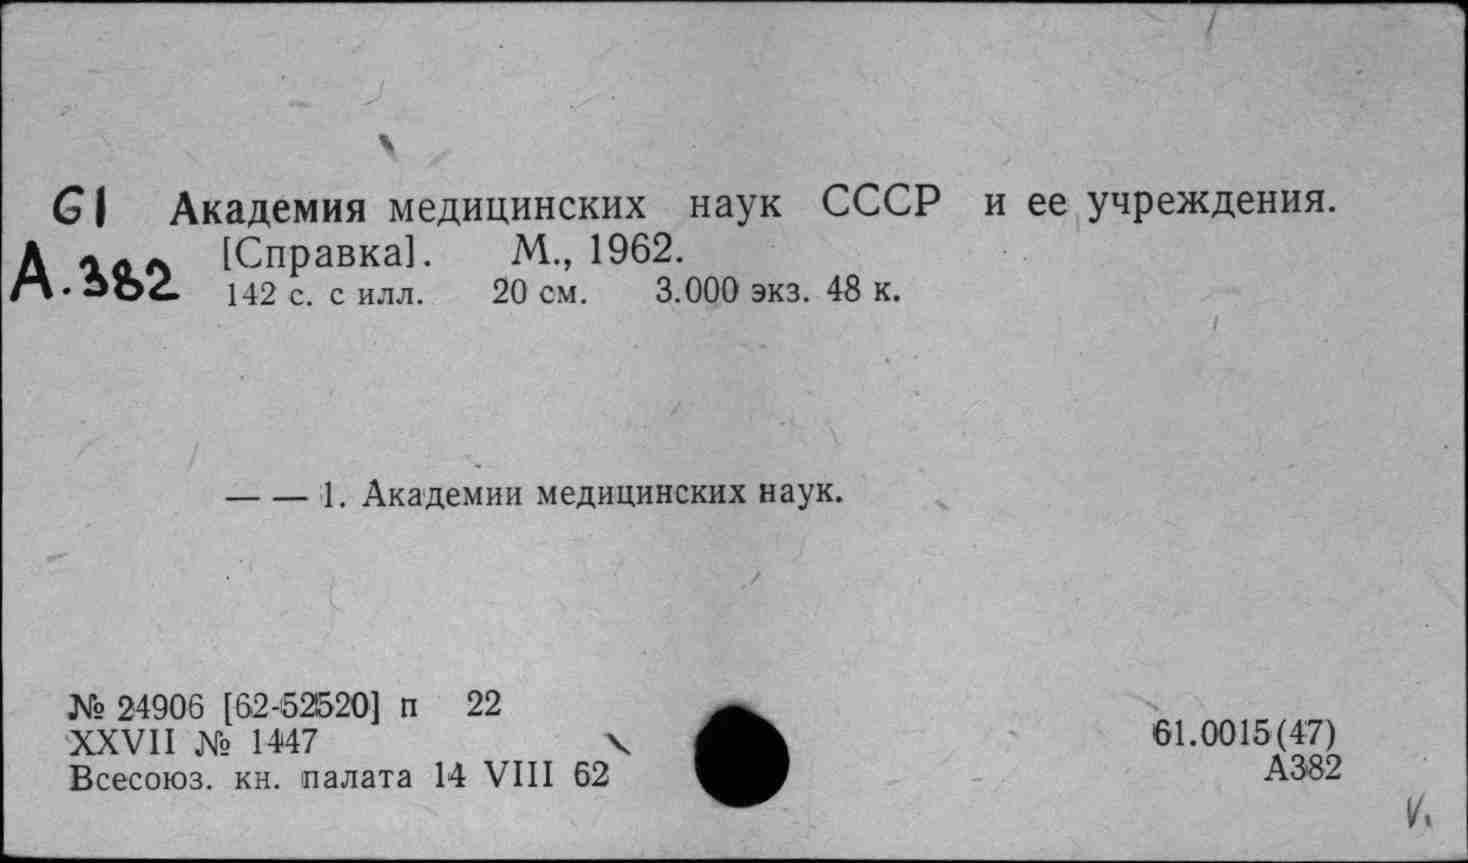 61 Академия медицинских наук СССР и ее учреждения.
А.382 [Справка]. М., 1962.
142 с. с илл. 20 см. 3.000 экз. 48 к.
— — 1. Академии медицинских наук.
№ 24906 [62-52520] п 22
XXVII № 1447
Всесоюз. кн. палата 14 VIII 62
61.0015(47)
А382